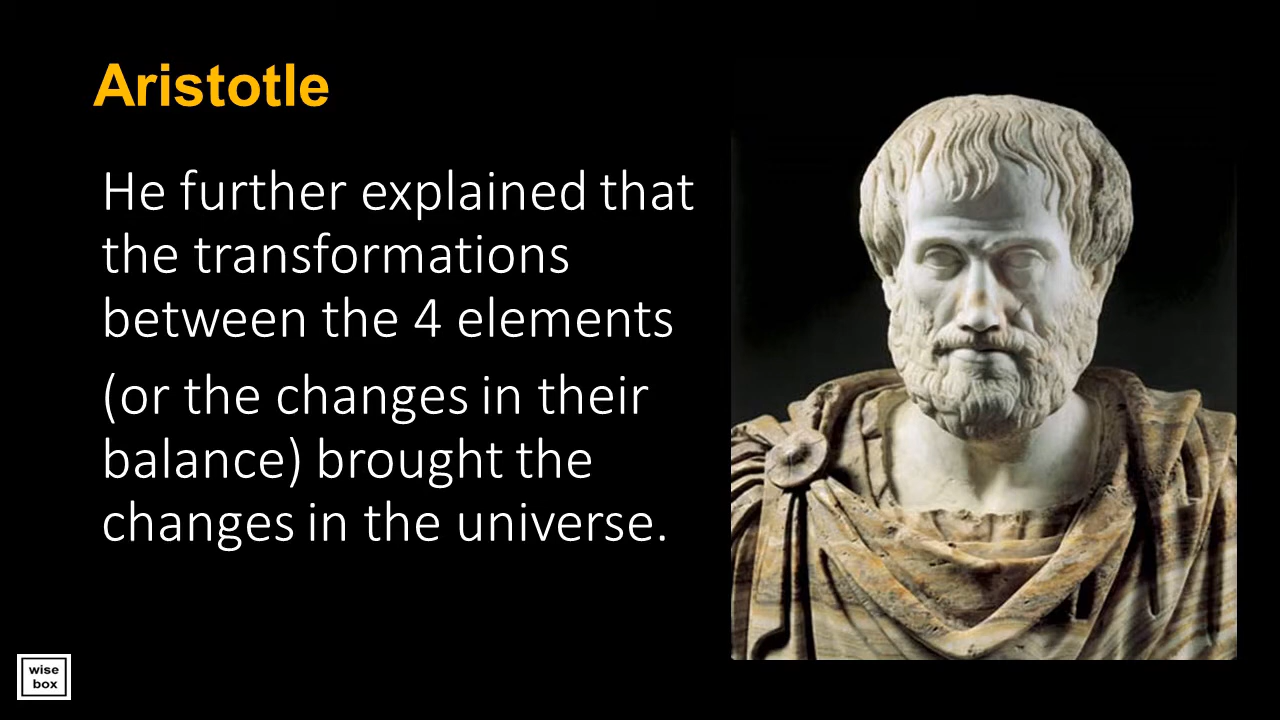 Aristotle
He further explained that
the transformations
between the 4 elements
(or the changes in their
balance) brought the
changes in the universe.
wise
box